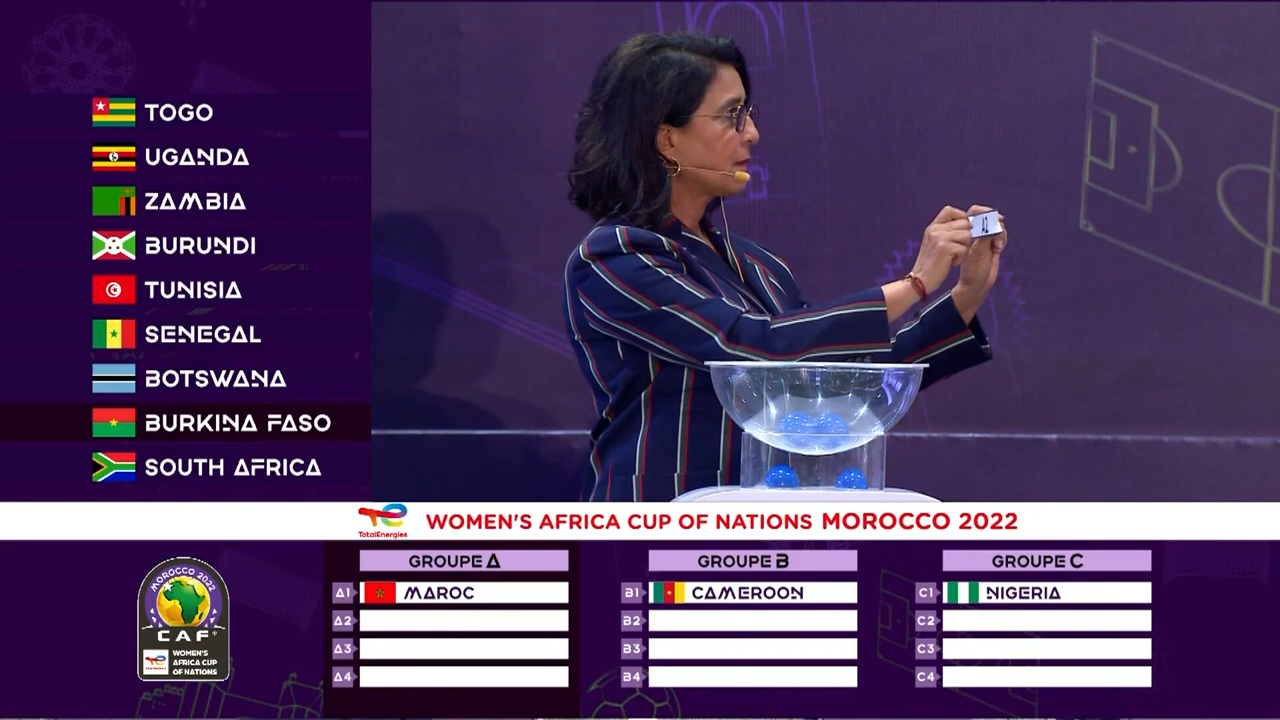 TOGO
UGANDA
ZAMBIA
BURUNDI
TUNISIA
SENEGAL
BOTSWANA
BURKINA FASO
SOUTH AFRICA
A2
TotalEnergies
WOMEN'S AFRICA CUP OF NATIONS MOROCCO 2022
MOROCCO 2022
CAF
WOMEN'S
AFRICA CUP
OF NATIONS
GROUPE A
A1 MAROC
A2
A3
A4
GROUPE B
B1 CAMEROON
B2
B3
B4
GROUPE C
C1 NIGERIA
C2
C3
C4